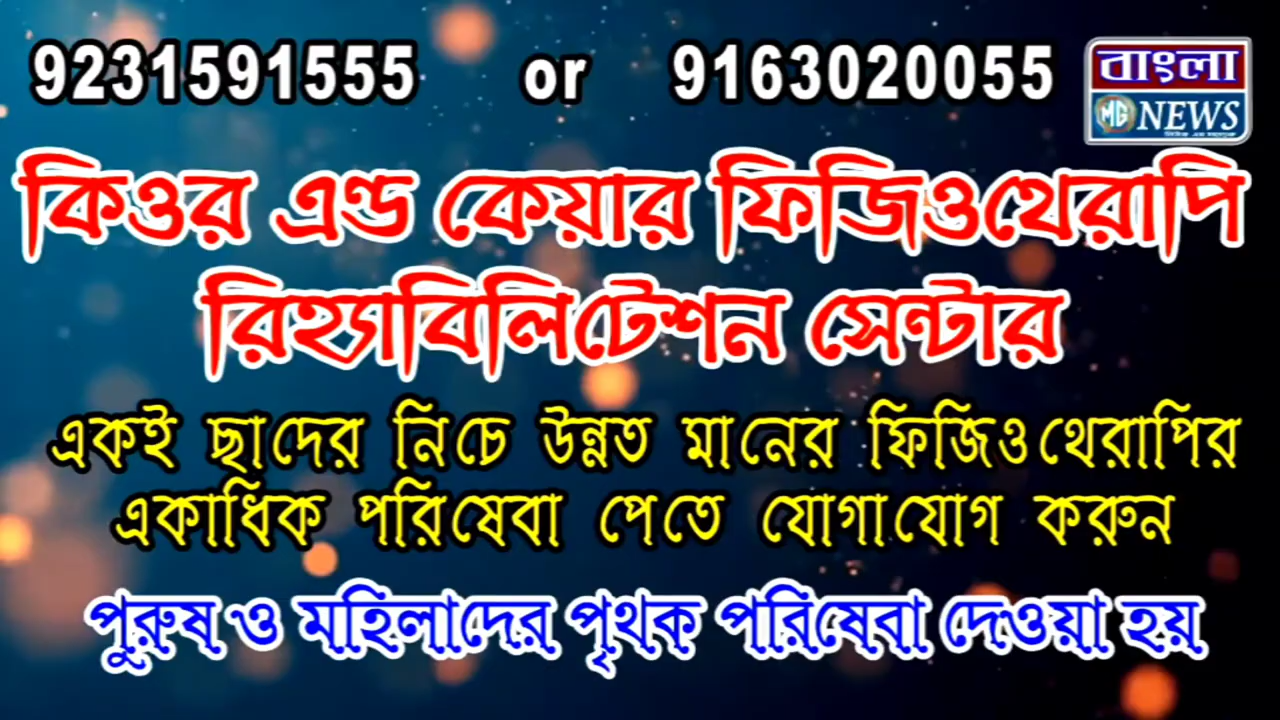 9231591555 or 9163020055
বাংলা
MG NEWS
কিওর এণ্ড কেয়ার ফিজিওথেরাপি
রিহ্যাবিলিটেশন সেন্টার
একই ছাদের নিচে উন্নত মানের ফিজিওথেরাপির
একাধিক পরিষেবা পেতে যোগাযোগ করুন
পুরুষ ও মহিলাদের পৃথক পরিষেবা দেওয়া হয়